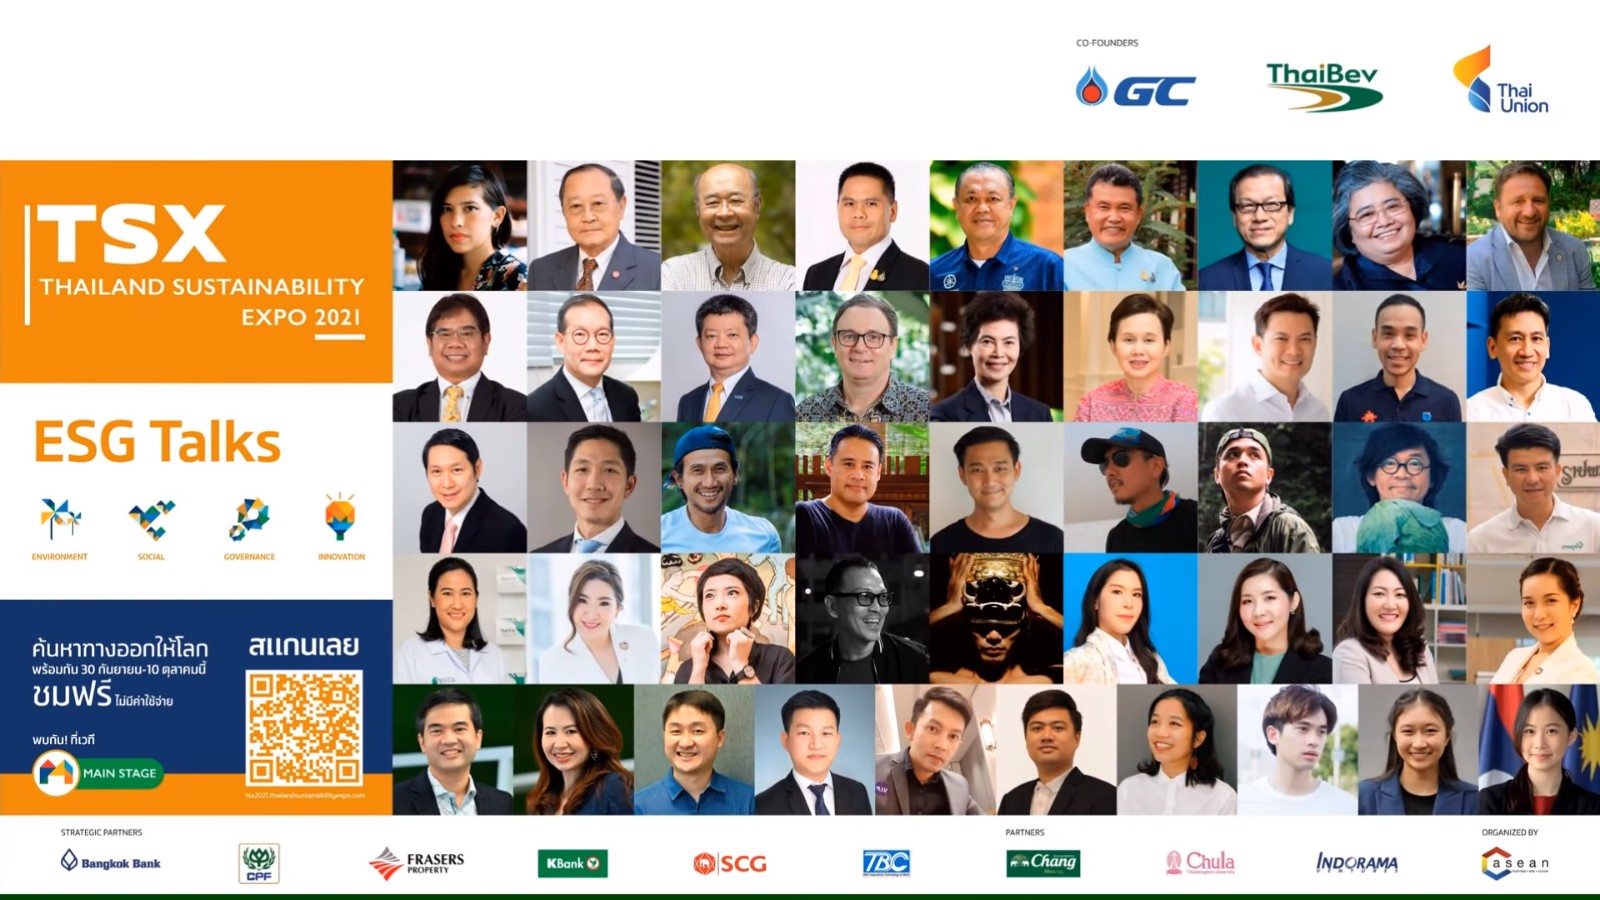 CO-FOUNDERS
GC
ThaiBev
Thai
Union
TSX
THAILAND SUSTAINABILITY
EXPO 2021
ESG Talks
ENVIRONMENT
SOCIAL
GOVERNANCE
INNOVATION
ค้นหาทางออกให้โลก
พร้อมกัน 30 กันยายน-10 ตุลาคมนี้
ชมฟรี ไม่มีค่าใช้จ่าย
พบกัน! ที่เวที
MAIN STAGE
สแกนเลย
tsx2021.thailandsustainabilityexpo.com
STRATEGIC PARTNERS
Bangkok Bank
CPF
FRASERS
PROPERTY
KBank
SCG
TBC
PARTNERS
Chang
Chula
Chulalongkorn University
INDORAMA
VENTURES
ORGANIZED BY
asean